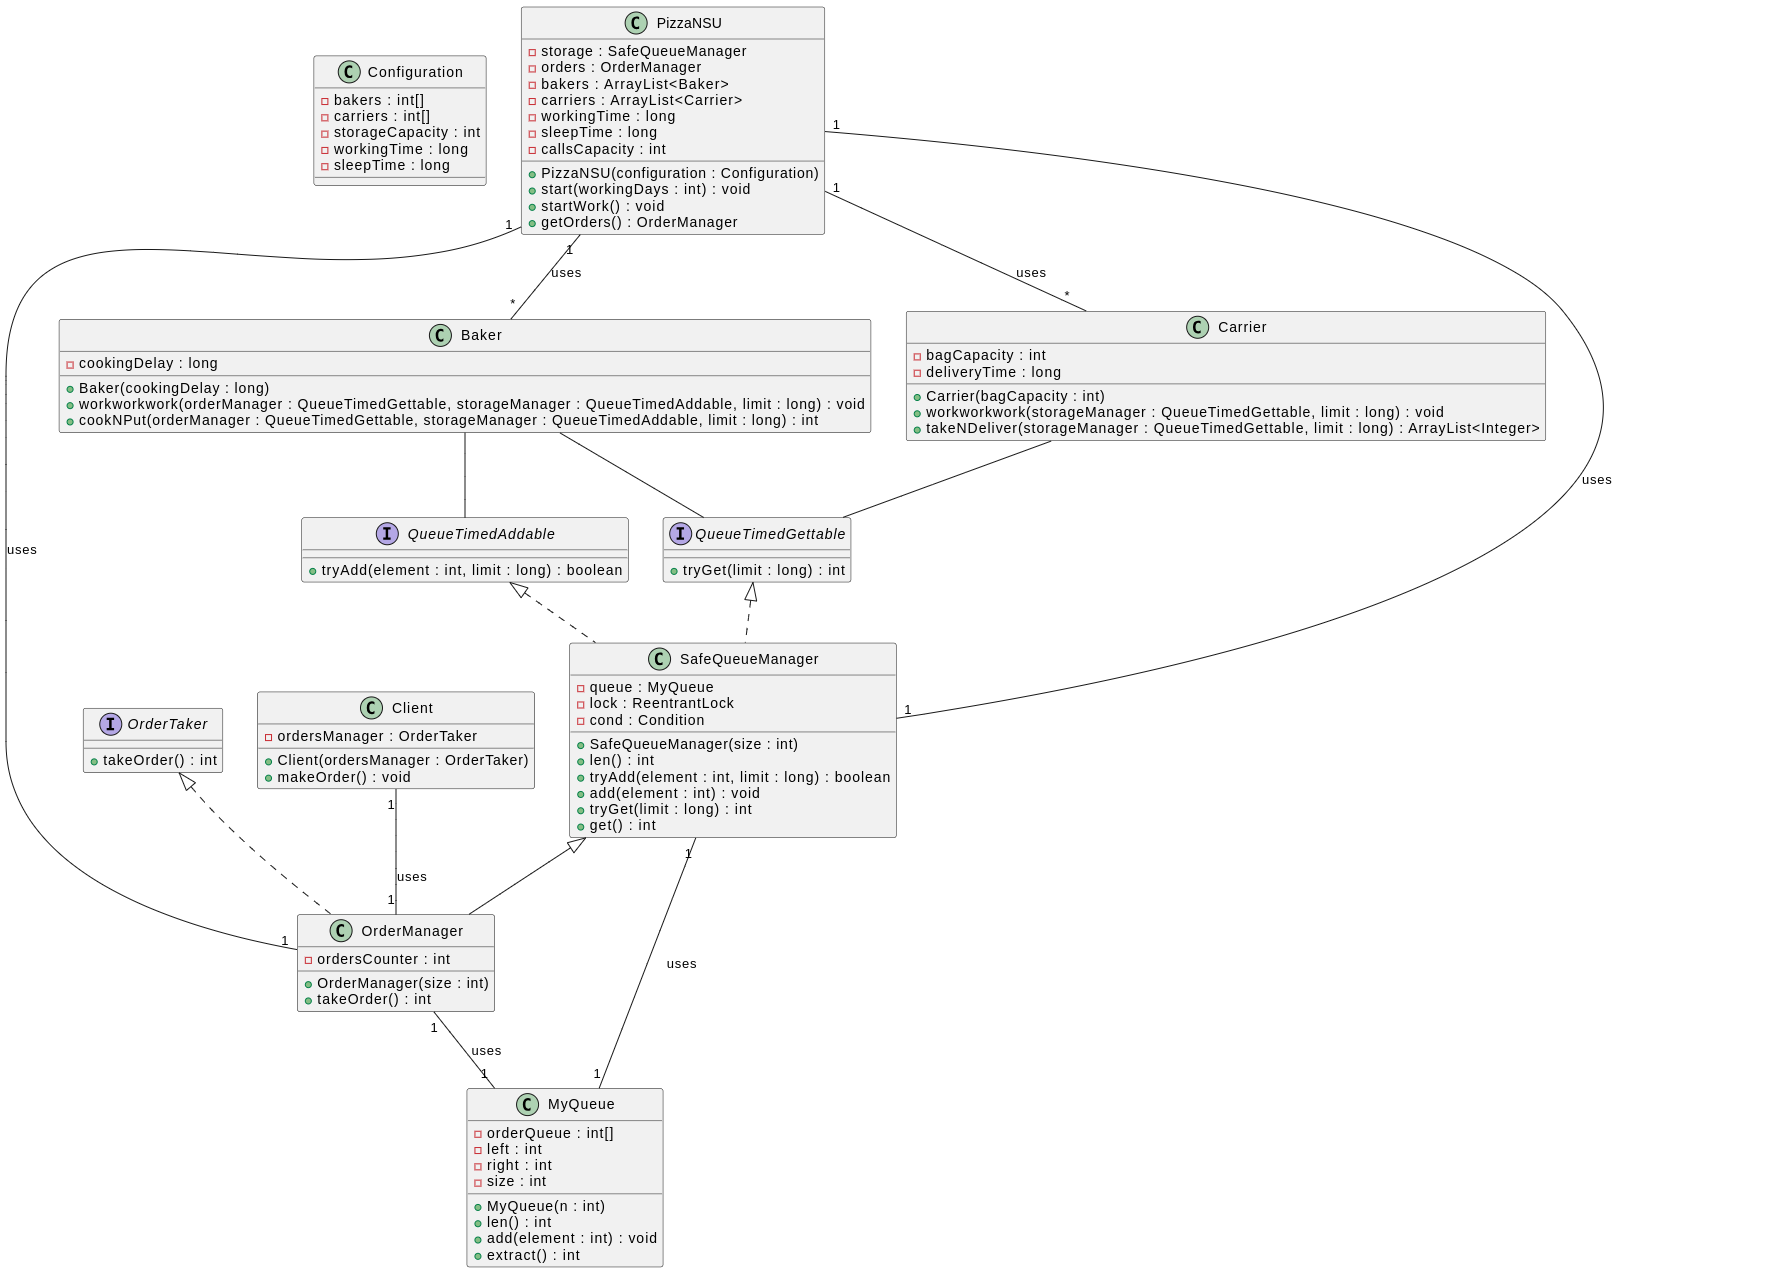 C PizzaNSU
storage : SafeQueueManager
orders : OrderManager
bakers : ArrayList<Baker>
carriers : ArrayList<Carrier>
workingTime : long
sleepTime : long
callsCapacity : int
PizzaNSU(configuration : Configuration)
start(workingDays : int) : void
startWork() : void
getOrders() : OrderManager
C Configuration
bakers : int[]
carriers : int[]
storageCapacity : int
workingTime : long
sleepTime : long
1
1
1
1
uses
uses
*
*
C Baker
cookingDelay : long
Baker(cookingDelay : long)
workworkwork(orderManager : QueueTimedGettable, storageManager : QueueTimedAddable, limit : long) : void
cookNPut(orderManager : QueueTimedGettable, storageManager : QueueTimedAddable, limit : long) : int
C Carrier
bagCapacity : int
deliveryTime : long
Carrier(bagCapacity : int)
workworkwork(storageManager : QueueTimedGettable, limit : long) : void
takeNDeliver(storageManager : QueueTimedGettable, limit : long) : ArrayList<Integer>
uses
uses
I QueueTimedAddable
tryAdd(element : int, limit : long) : boolean
I QueueTimedGettable
tryGet(limit : long) : int
C SafeQueueManager
queue : MyQueue
lock : ReentrantLock
cond : Condition
SafeQueueManager(size : int)
len() : int
tryAdd(element : int, limit : long) : boolean
add(element : int) : void
tryGet(limit : long) : int
get() : int
1
I OrderTaker
takeOrder() : int
C Client
ordersManager : OrderTaker
Client(ordersManager : OrderTaker)
makeOrder() : void
1
1
uses
1
1
C OrderManager
ordersCounter : int
OrderManager(size : int)
takeOrder() : int
uses
1
uses
1
1
C MyQueue
orderQueue : int[]
left : int
right : int
size : int
MyQueue(n : int)
len() : int
add(element : int) : void
extract() : int